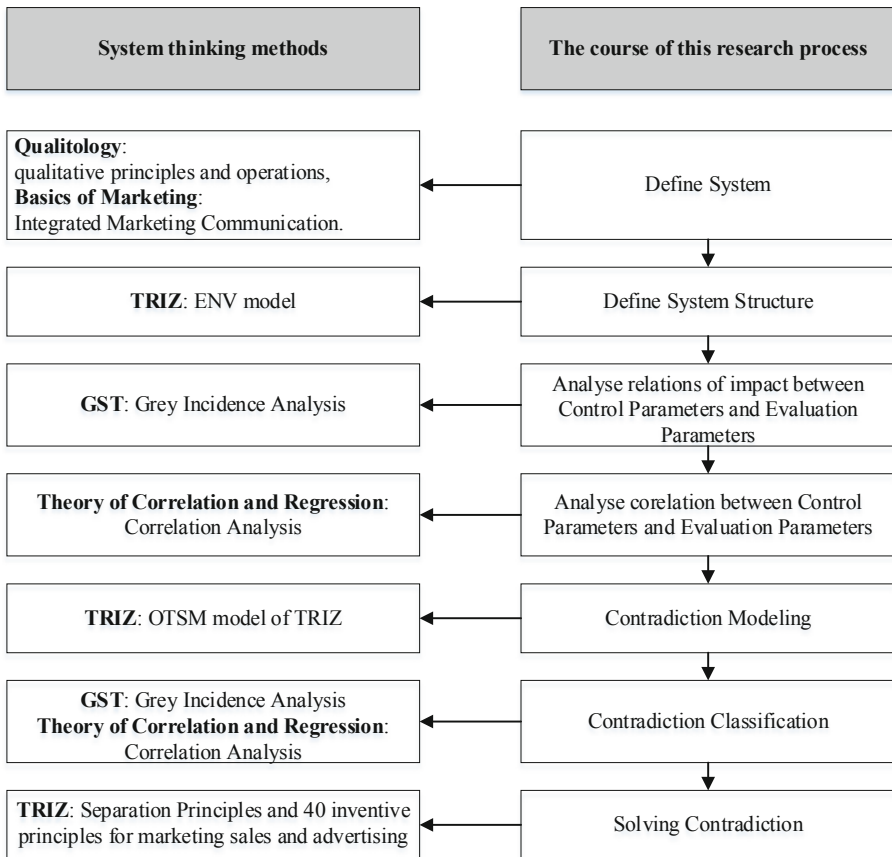 System thinking methods
The course of this research process
Qualitology:
qualitative principles and operations,
Basics of Marketing:
Integrated Marketing Communication.
Define System
TRIZ: ENV model
Define System Structure
GST: Grey Incidence Analysis
Analyse relations of impact between
Control Parameters and Evaluation
Parameters
Theory of Correlation and Regression:
Correlation Analysis
Analyse corelation between Control
Parameters and Evaluation Parameters
TRIZ: OTSM model of TRIZ
Contradiction Modeling
GST: Grey Incidence Analysis
Theory of Correlation and Regression:
Correlation Analysis
Contradiction Classification
TRIZ: Separation Principles and 40 inventive
principles for marketing sales and advertising
Solving Contradiction